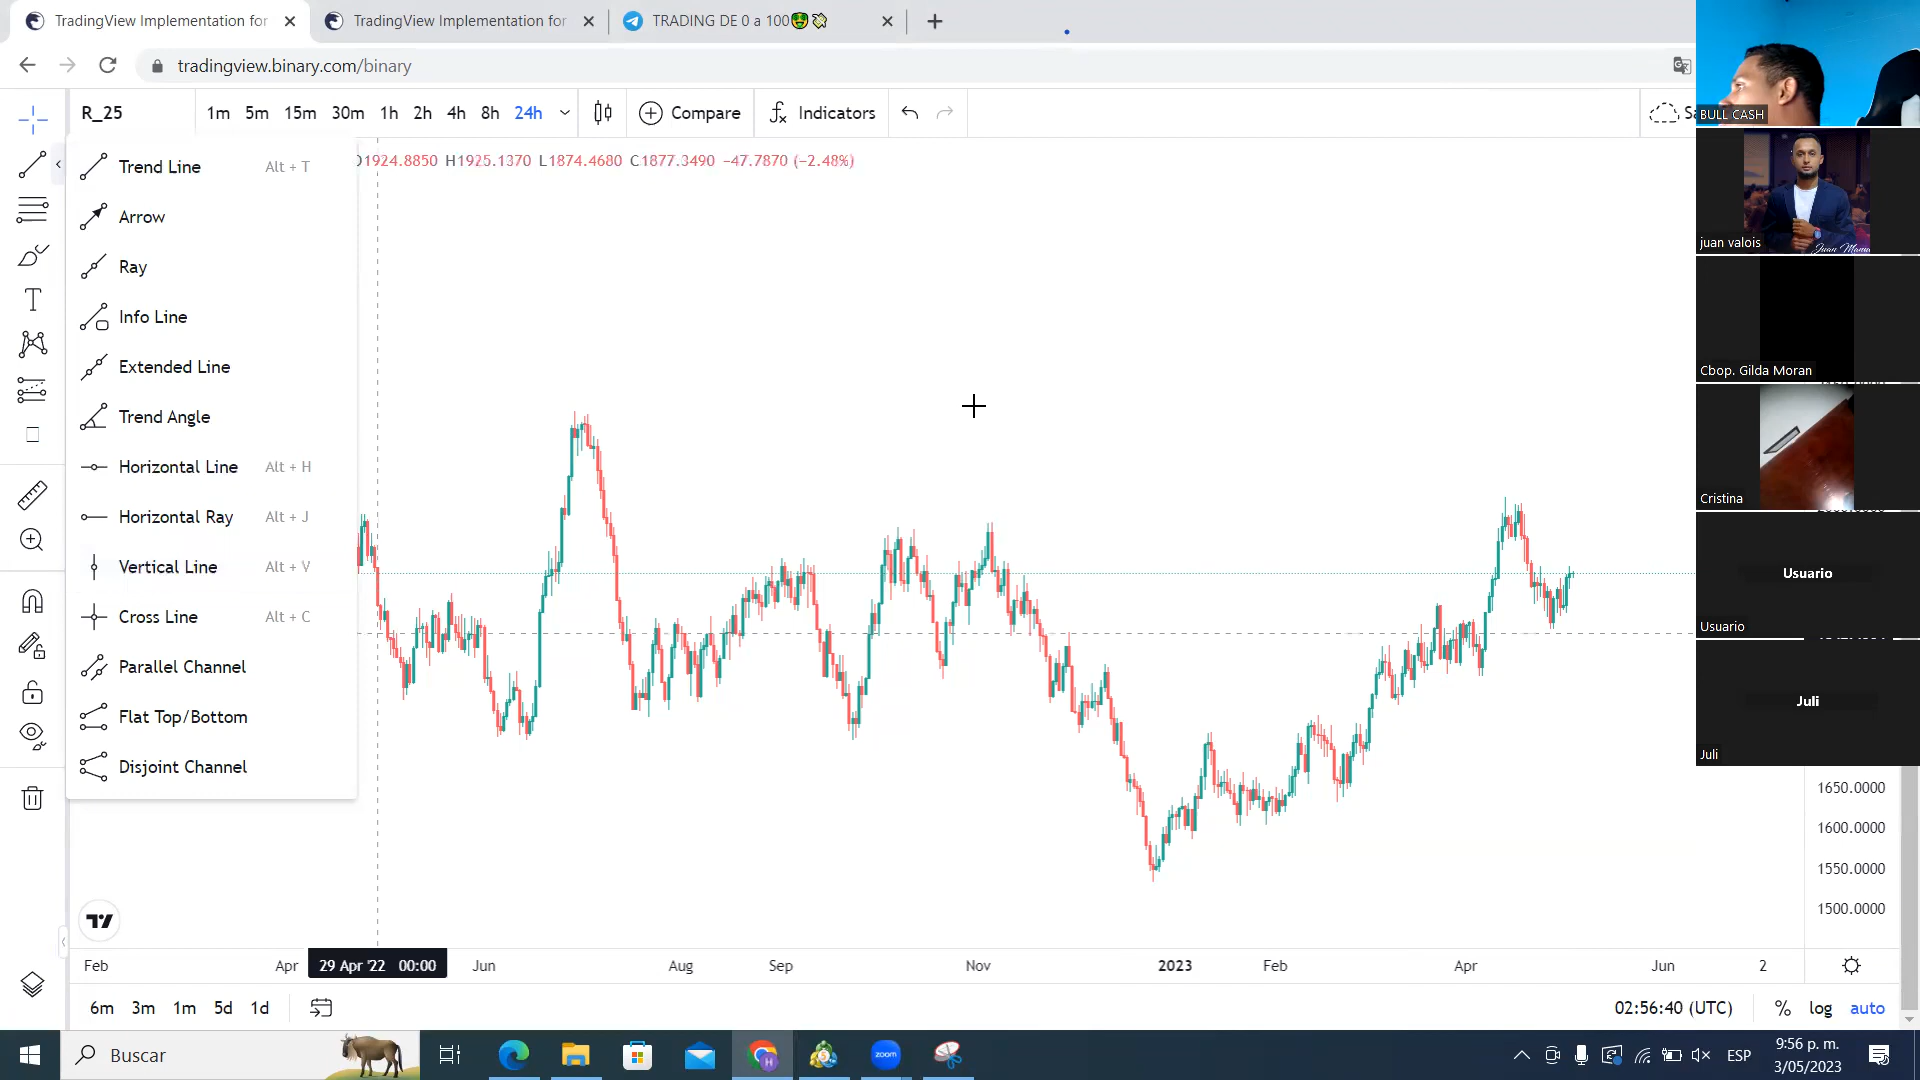 TradingView Implementation for
TradingView Implementation for
TRADING DE 0 a 100🤑💸
tradingview.binary.com/binary
R_25
1m 5m 15m 30m 1h 2h 4h 8h 24h
Compare
Indicators
O1924.8850 H1925.1370 L1874.4680 C1877.3490 −47.7870 (−2.48%)
Trend Line Alt + T
Arrow
Ray
Info Line
Extended Line
Trend Angle
Horizontal Line Alt + H
Horizontal Ray Alt + J
Vertical Line Alt + V
Cross Line Alt + C
Parallel Channel
Flat Top/Bottom
Disjoint Channel
BULL CASH
juan valois
Cbop. Gilda Moran
Cristina
Usuario
Usuario
Juli
Juli
1650.0000
1600.0000
1550.0000
1500.0000
Feb Apr 29 Apr '22 00:00 Jun Aug Sep Nov 2023 Feb Apr Jun 2
6m 3m 1m 5d 1d
02:56:40 (UTC) % log auto
Buscar
zoom
ESP
9:56 p. m.
3/05/2023